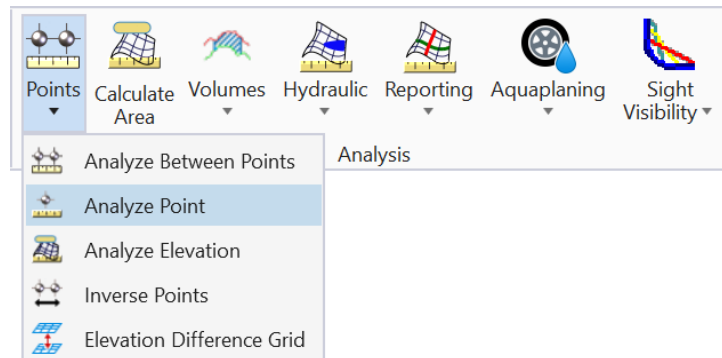 Points
Calculate
Area
Volumes
Hydraulic
Reporting
Aquaplaning
Sight
Visibility
Analysis
Analyze Between Points
Analyze Point
Analyze Elevation
Inverse Points
Elevation Difference Grid